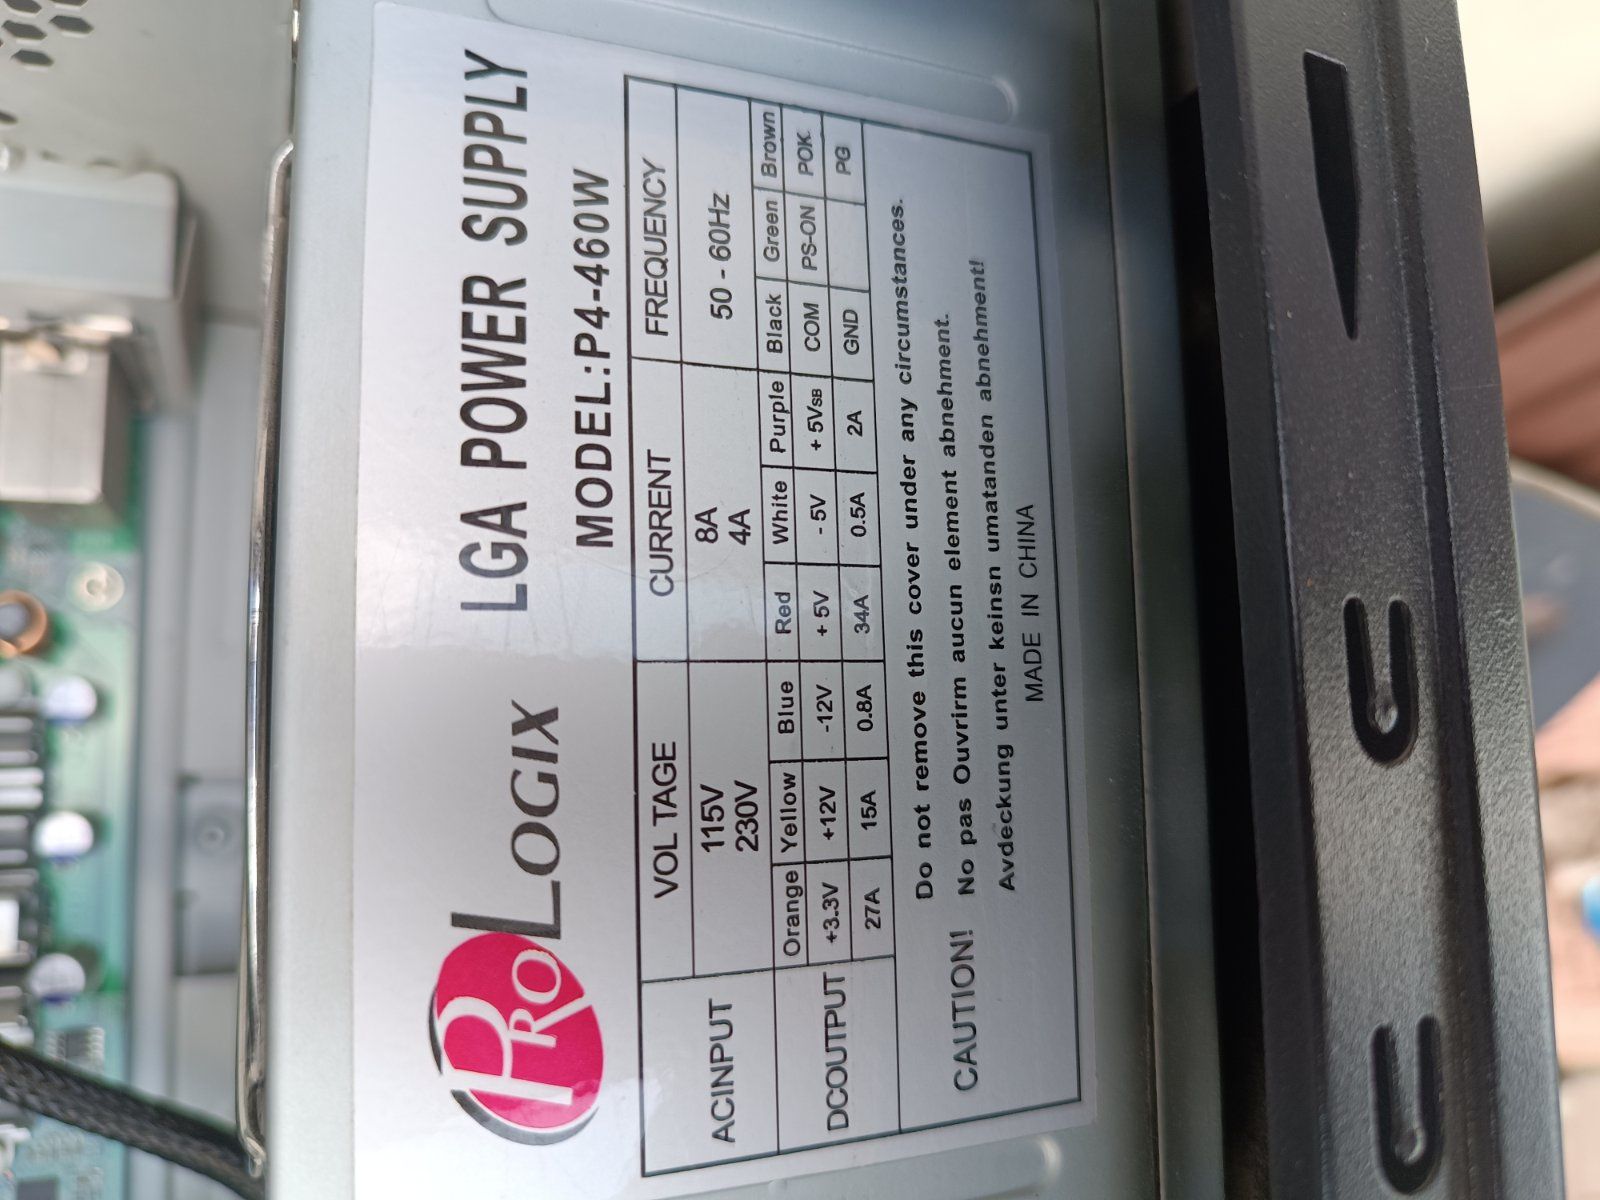 PROLOGIX LGA POWER SUPPLY
MODEL:P4-460W
ACINPUT VOLTAGE CURRENT FREQUENCY
115V 8A 50 - 60Hz
230V 4A
DCOUTPUT Orange Yellow Blue Red White Purple Black Green Brown
+3.3V +12V -12V + 5V - 5V + 5VSB COM PS-ON POK
27A 15A 0.8A 34A 0.5A 2A GND PG
CAUTION! Do not remove this cover under any circumstances.
No pas Ouvrirm aucun element abnehment.
Avdeckung unter keinsn umatanden abnehment!
MADE IN CHINA